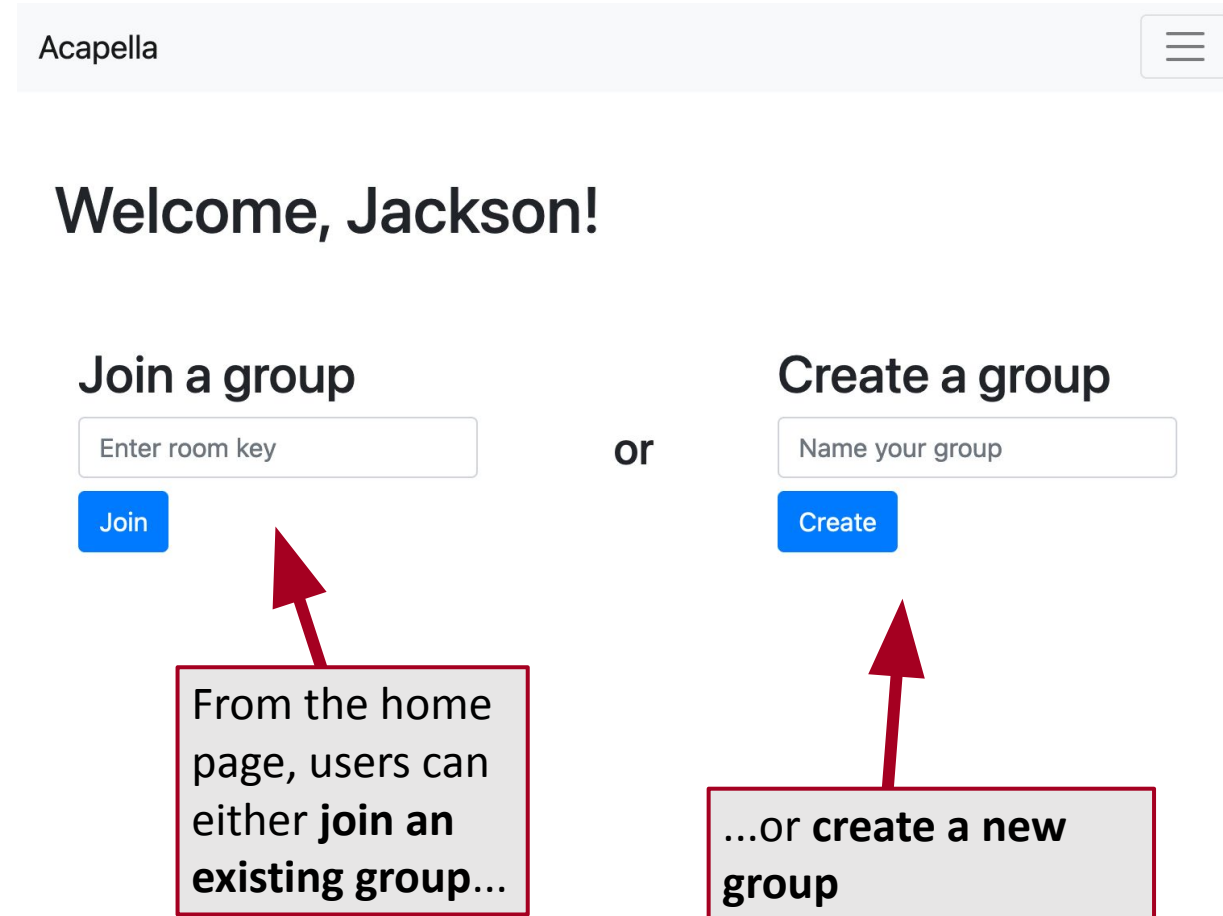 Acapella
Welcome, Jackson!
Join a group
Enter room key
Join
or
Create a group
Name your group
Create
From the home
page, users can
either join an
existing group...
...or create a new
group